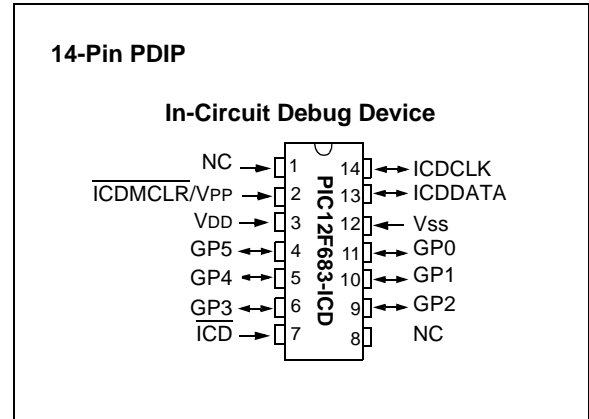 14-Pin PDIP
In-Circuit Debug Device
NC 1 14 ICDCLK
ICDMCLR/VPP 2 13 ICDDATA
VDD 3 12 Vss
GP5 4 11 GP0
GP4 5 10 GP1
GP3 6 9 GP2
ICD 7 8 NC
PIC12F683-ICD